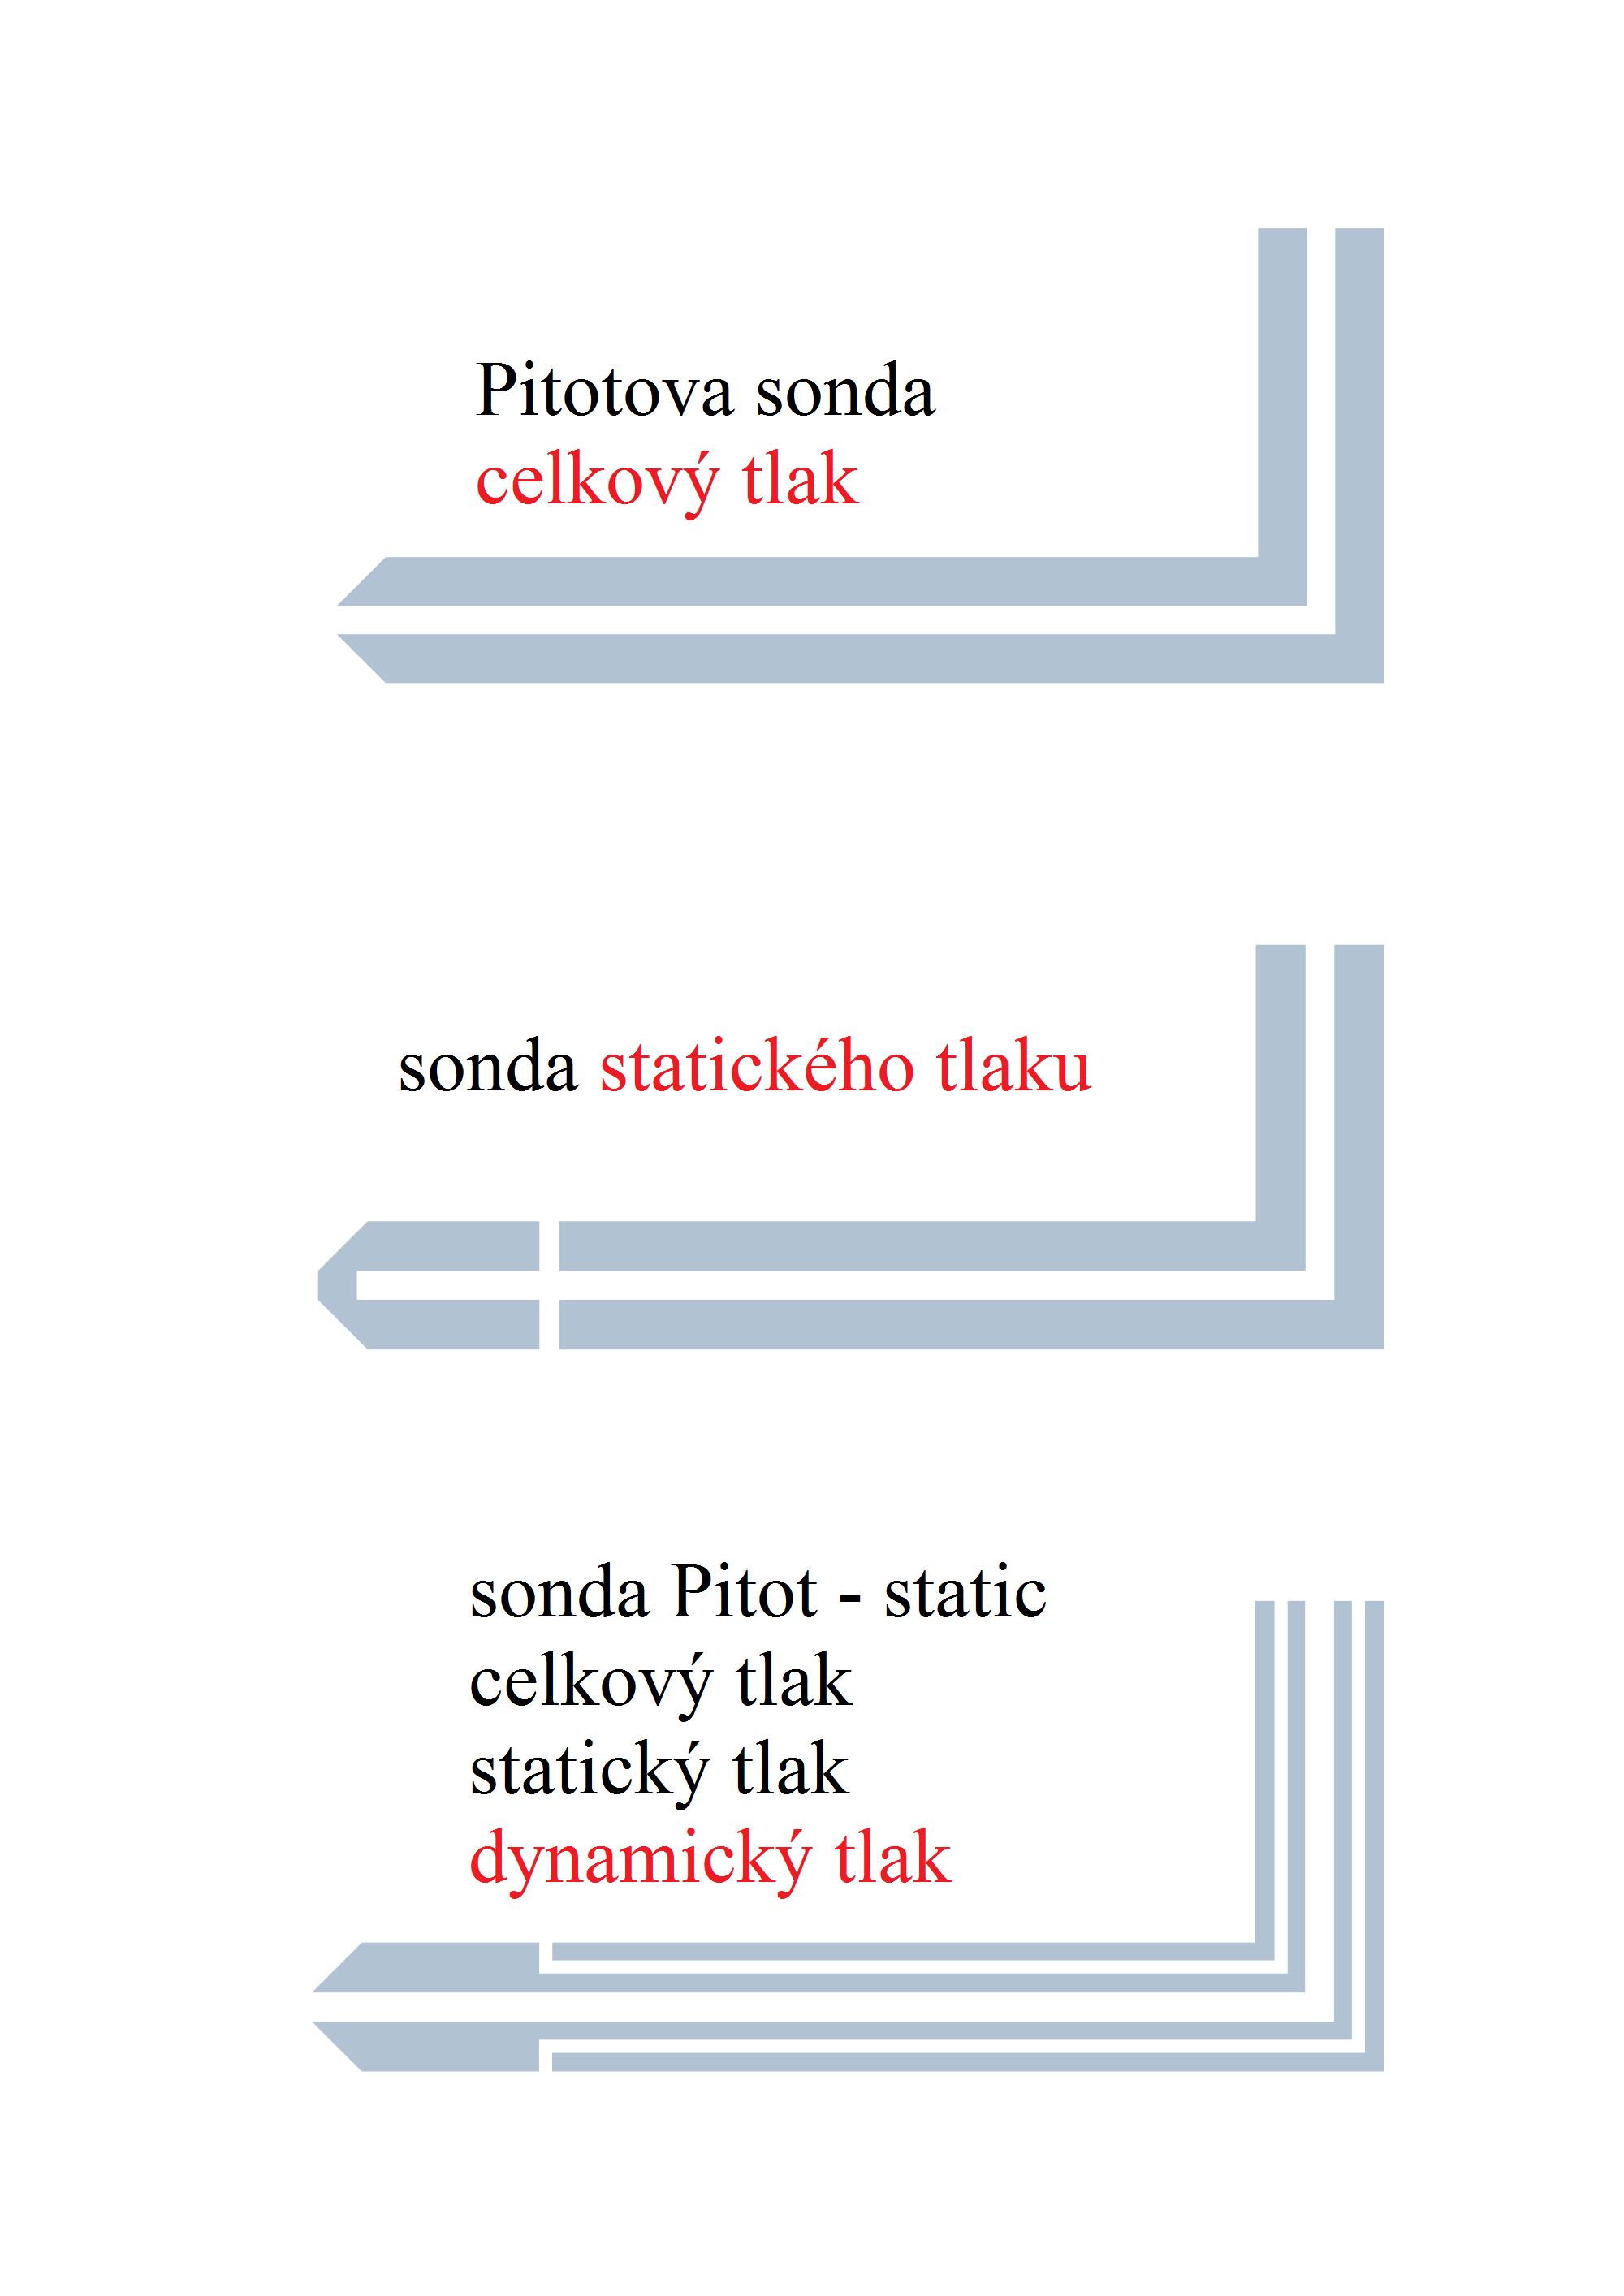 Pitotova sonda
celkový tlak
sonda statického tlaku
sonda Pitot - static
celkový tlak
statický tlak
dynamický tlak